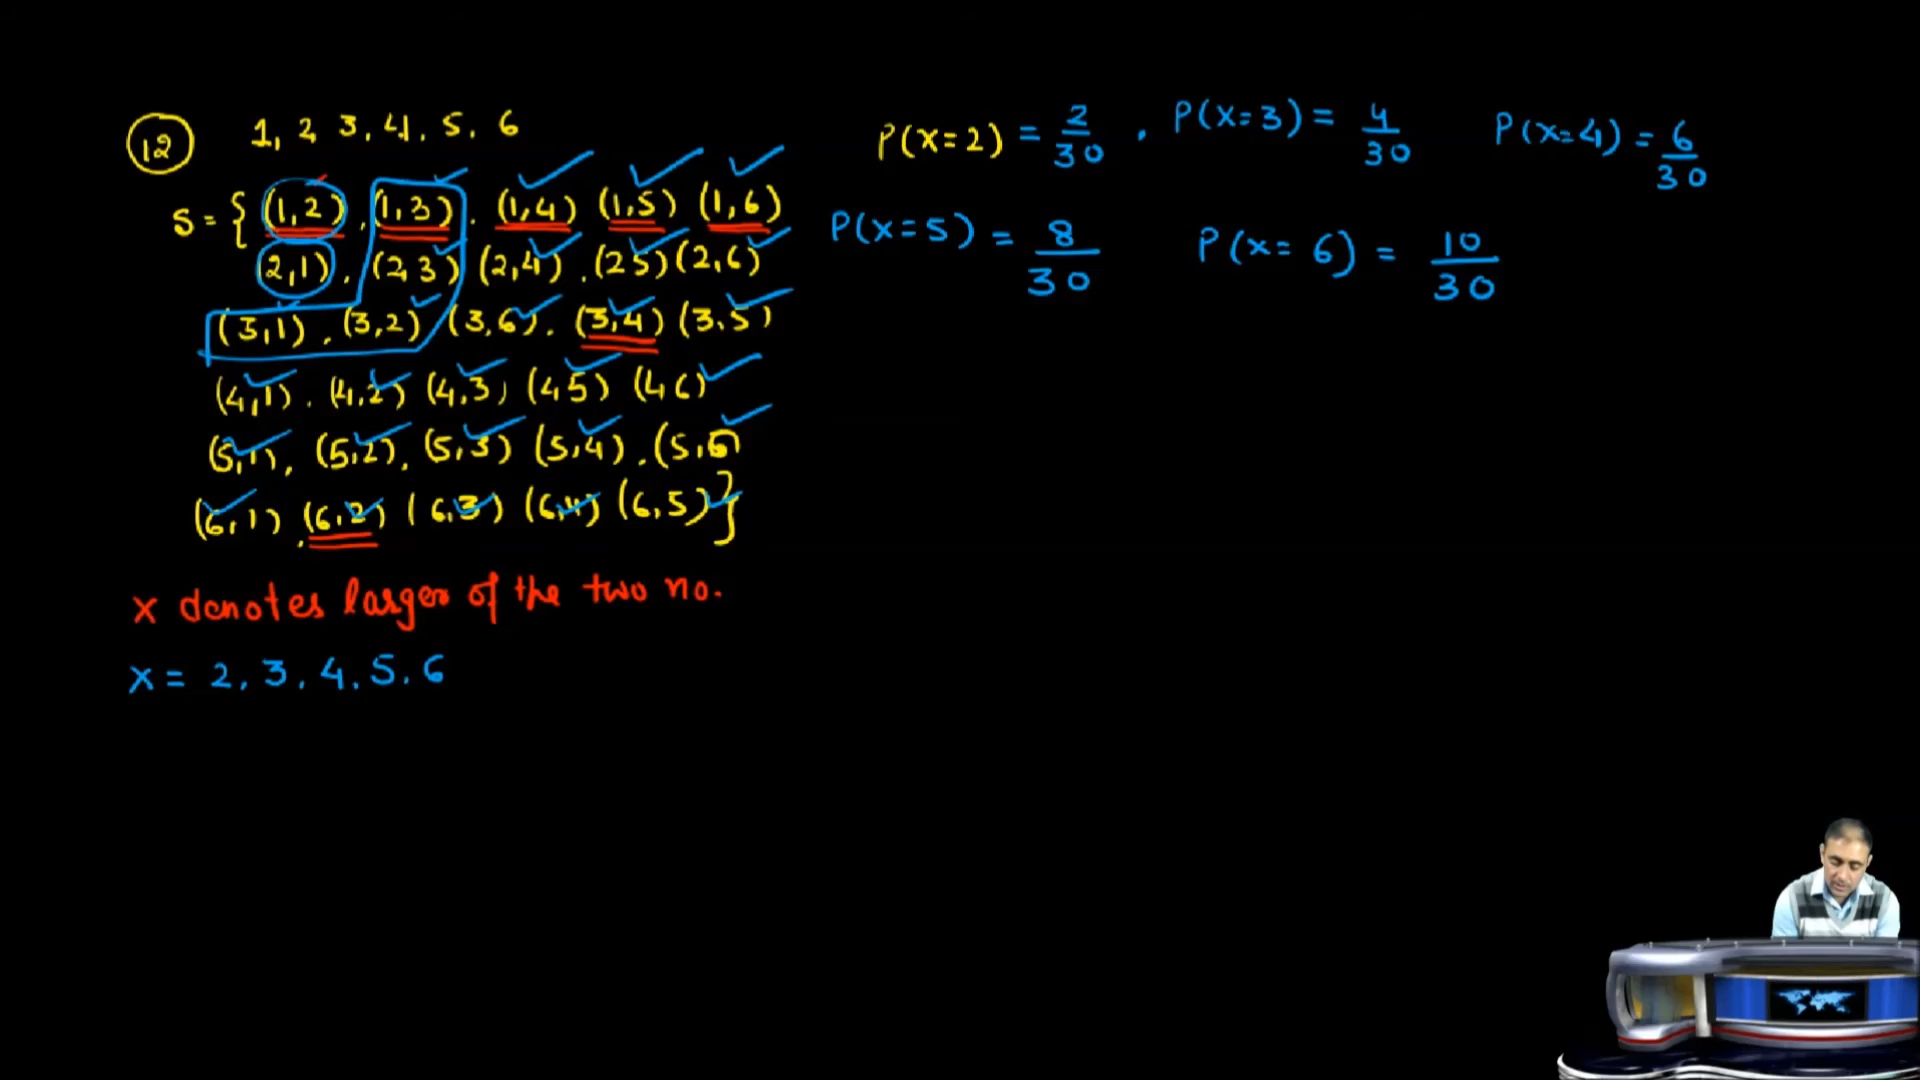 12 1, 2 3, 4, 5, 6
S = { (1,2), (1,3), (1,4) (1,5) (1,6)
(2,1), (2,3) (2,4), (2 5) (2,6)
(3,1), (3,2) (3,6), (3,4) (3,5)
(4,1), (4,2) (4,3) (4,5) (4 6)
(5,1), (5,2), (5,3) (5,4), (5,6)
(6,1), (6,2) (6,3) (6,4) (6,5) }
x denotes larger of the two no.
x = 2, 3, 4, 5, 6
P(x=2) = 2/30, P(x=3) = 4/30 P(x=4) = 6/30
P(x=5) = 8/30 P(x=6) = 10/30